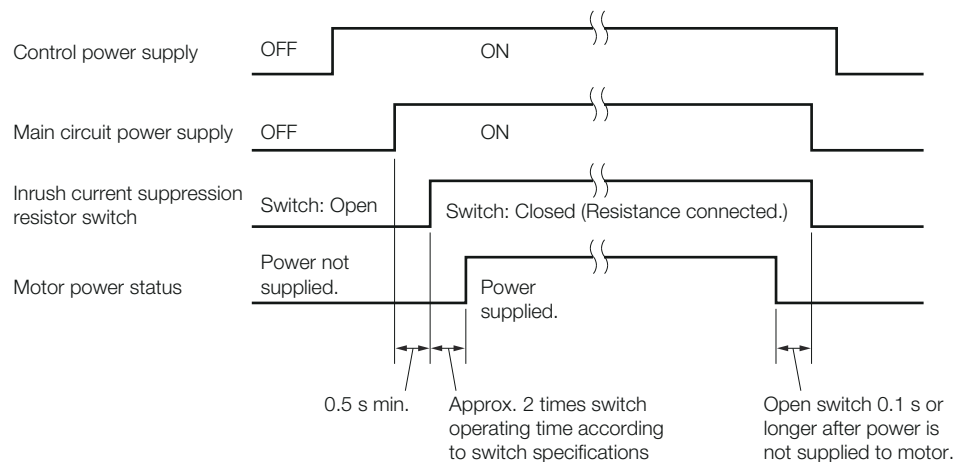 Control power supply
OFF
ON
Main circuit power supply
OFF
ON
Inrush current suppression
resistor switch
Switch: Open
Switch: Closed (Resistance connected.)
Motor power status
Power not
supplied.
Power
supplied.
0.5 s min.
Approx. 2 times switch
operating time according
to switch specifications
Open switch 0.1 s or
longer after power is
not supplied to motor.